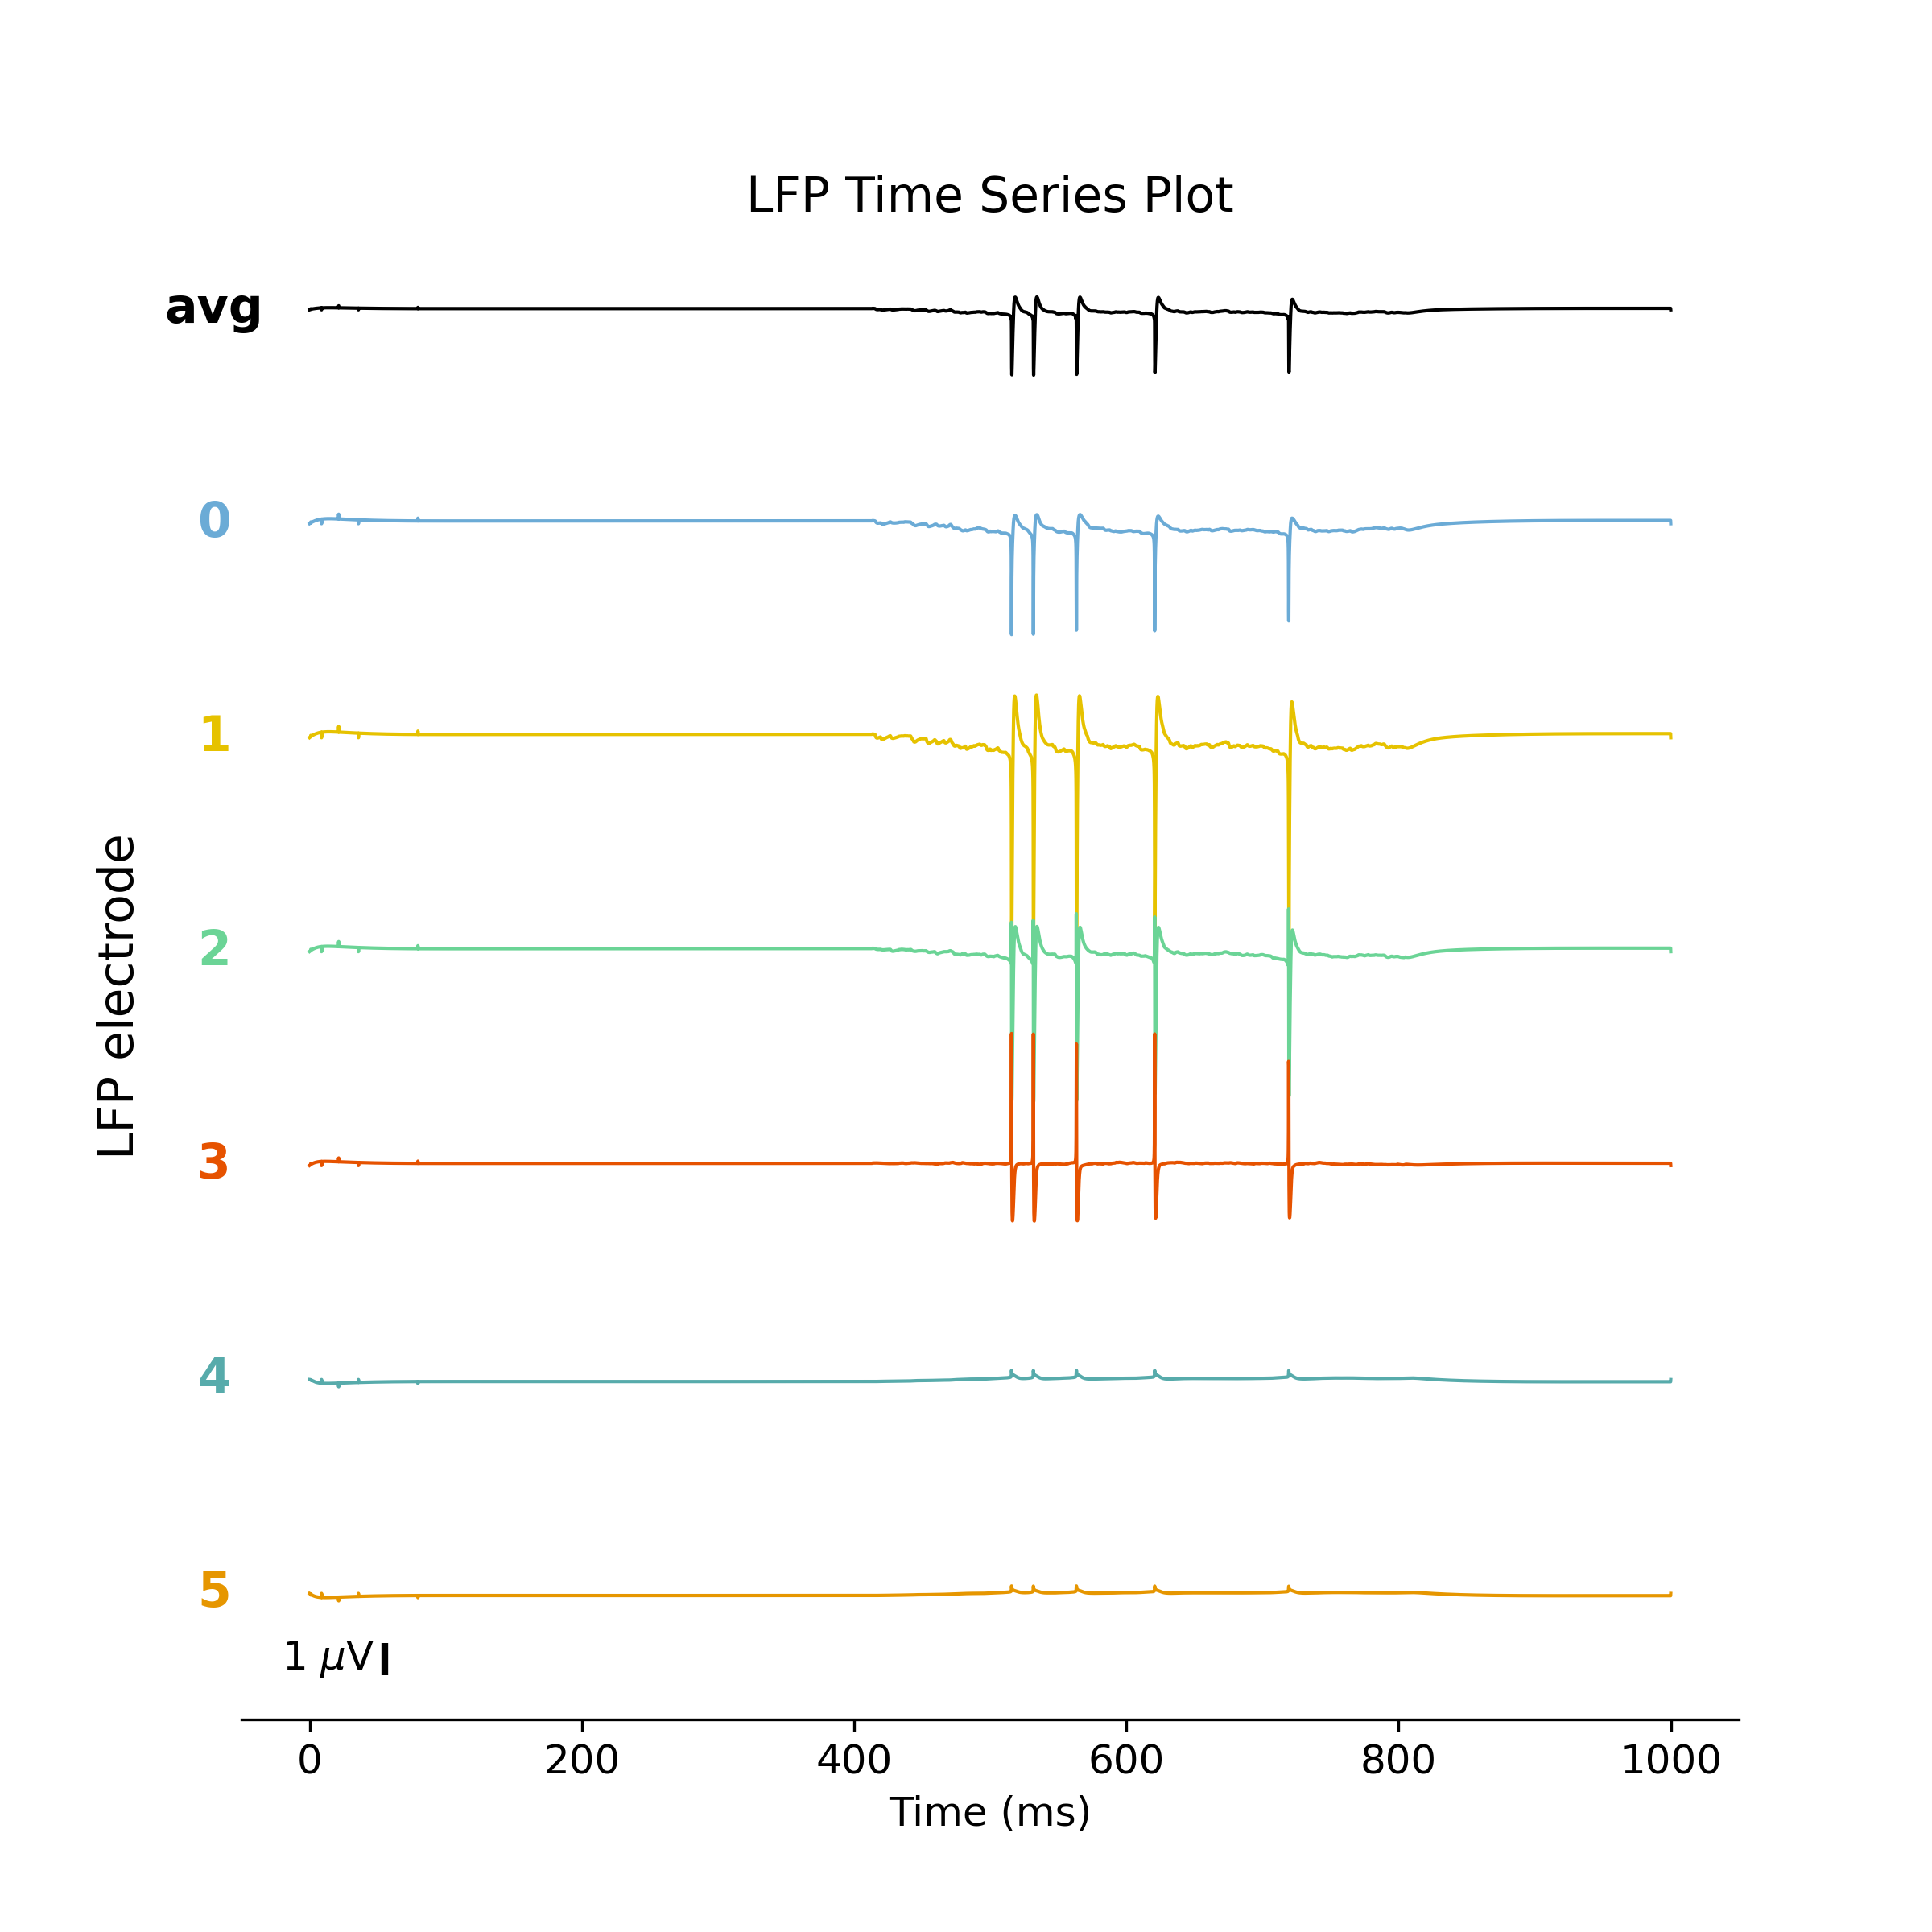 LFP Time Series Plot
avg
0
1
2
3
4
5
LFP electrode
1 μV
0 200 400 600 800 1000
Time (ms)